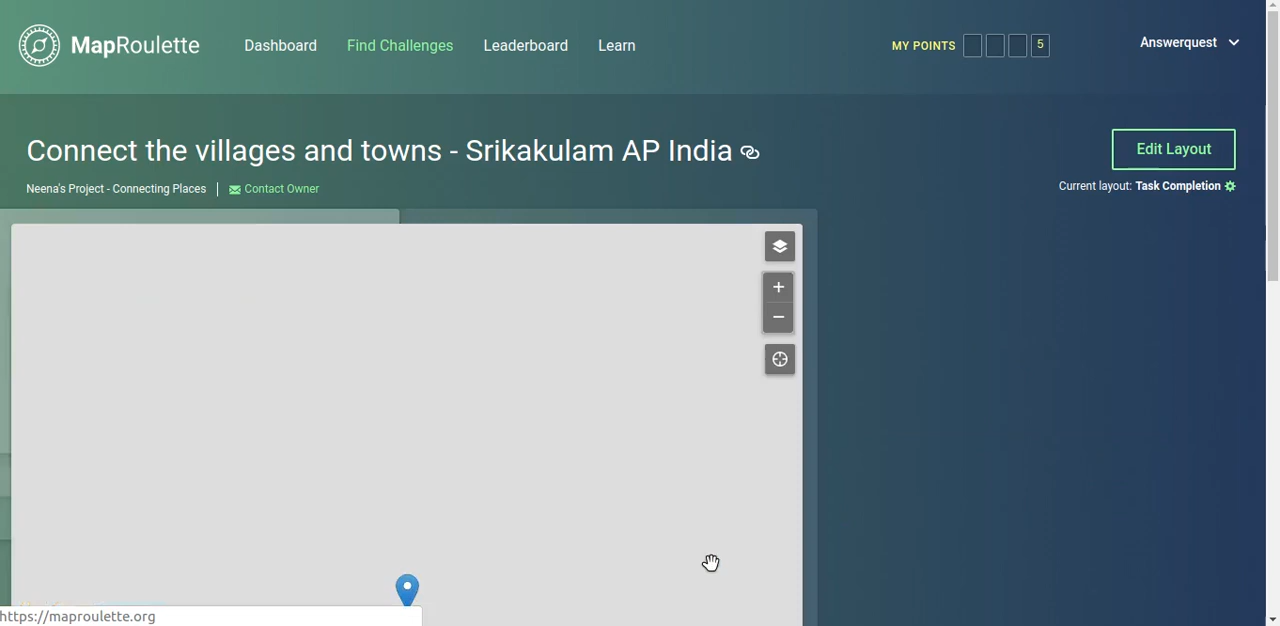 MapRoulette
Dashboard
Find Challenges
Leaderboard
Learn
MY POINTS 5
Answerquest
Connect the villages and towns - Srikakulam AP India
Edit Layout
Neena's Project - Connecting Places
Contact Owner
Current layout: Task Completion
+
−
https://maproulette.org